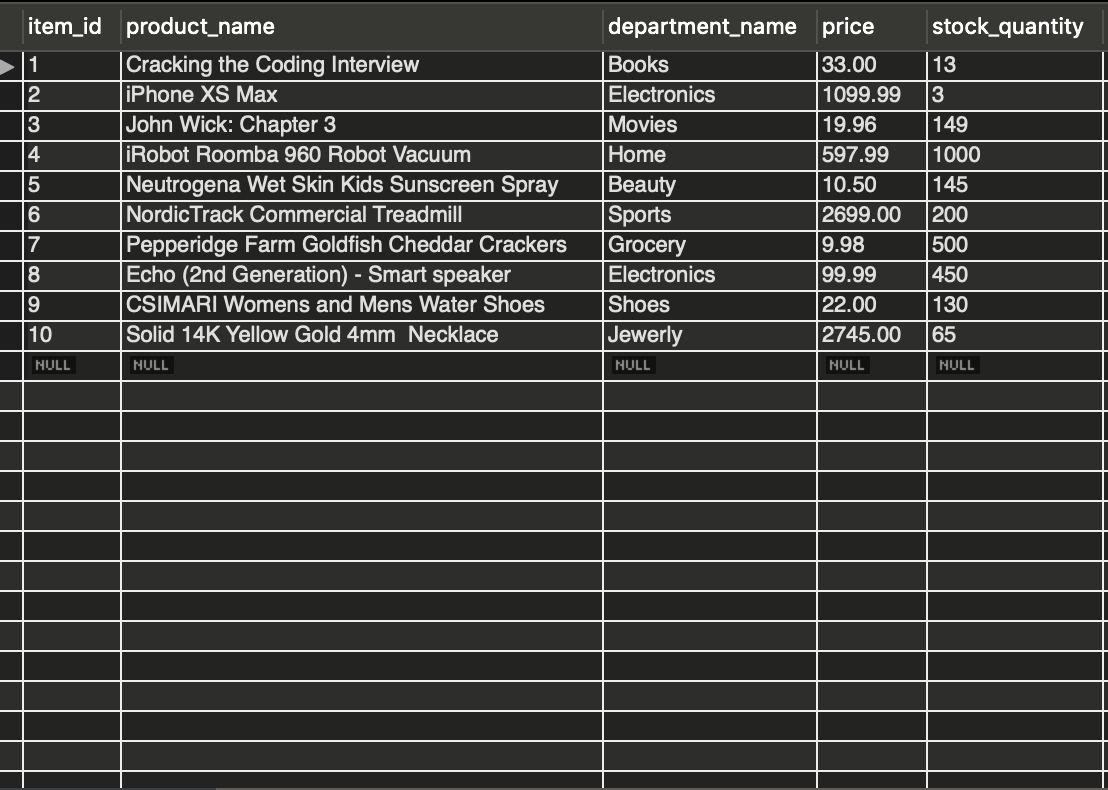 item_id product_name department_name price stock_quantity
1 Cracking the Coding Interview Books 33.00 13
2 iPhone XS Max Electronics 1099.99 3
3 John Wick: Chapter 3 Movies 19.96 149
4 iRobot Roomba 960 Robot Vacuum Home 597.99 1000
5 Neutrogena Wet Skin Kids Sunscreen Spray Beauty 10.50 145
6 NordicTrack Commercial Treadmill Sports 2699.00 200
7 Pepperidge Farm Goldfish Cheddar Crackers Grocery 9.98 500
8 Echo (2nd Generation) - Smart speaker Electronics 99.99 450
9 CSIMARI Womens and Mens Water Shoes Shoes 22.00 130
10 Solid 14K Yellow Gold 4mm  Necklace Jewerly 2745.00 65
NULL NULL NULL NULL NULL